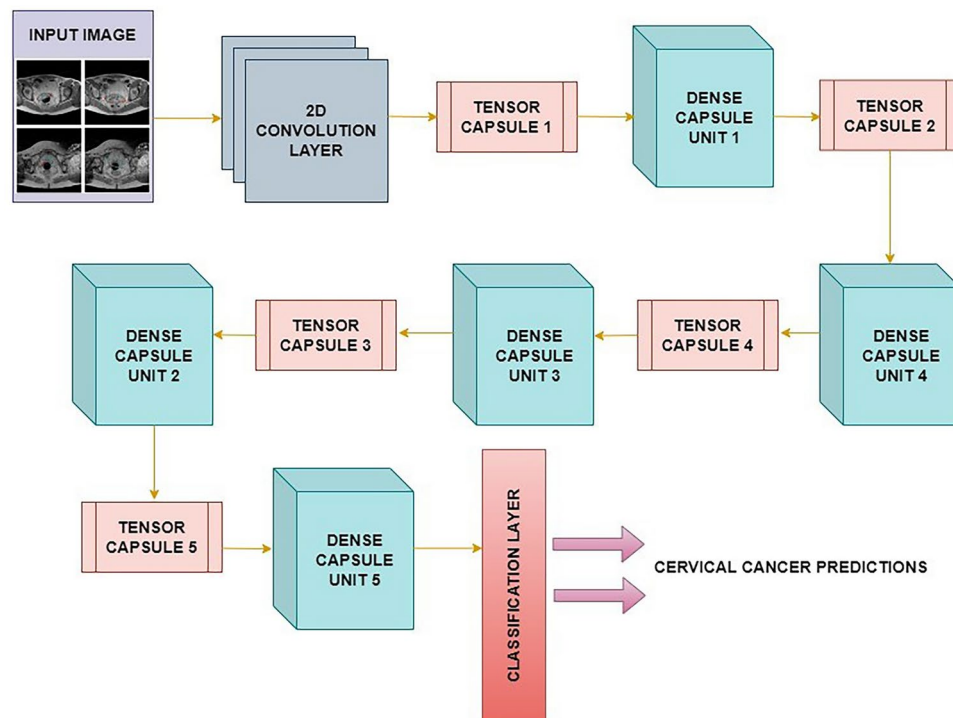 INPUT IMAGE
2D
CONVOLUTION
LAYER
TENSOR
CAPSULE 1
DENSE
CAPSULE
UNIT 1
TENSOR
CAPSULE 2
DENSE
CAPSULE
UNIT 2
TENSOR
CAPSULE 3
DENSE
CAPSULE
UNIT 3
TENSOR
CAPSULE 4
DENSE
CAPSULE
UNIT 4
TENSOR
CAPSULE 5
DENSE
CAPSULE
UNIT 5
CLASSIFICATION LAYER
CERVICAL CANCER PREDICTIONS